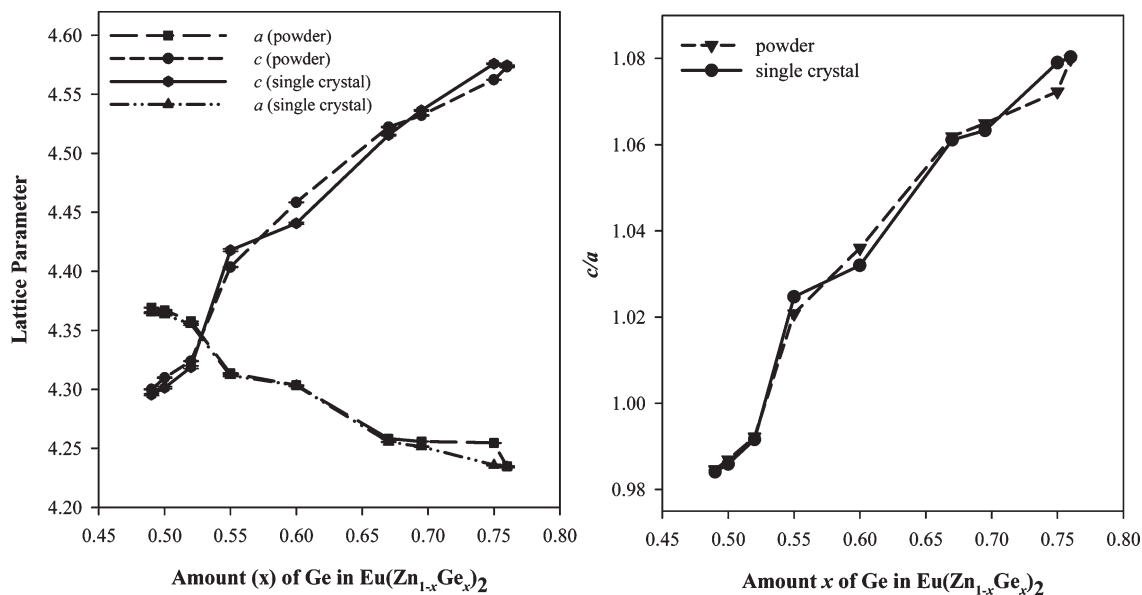 4.60
4.55
4.50
4.45
4.40
4.35
4.30
4.25
4.20
Lattice Parameter
a (powder)
c (powder)
c (single crystal)
a (single crystal)
0.45 0.50 0.55 0.60 0.65 0.70 0.75 0.80
Amount (x) of Ge in Eu(Zn1-xGex)2
1.08
1.06
1.04
1.02
1.00
0.98
c/a
powder
single crystal
0.45 0.50 0.55 0.60 0.65 0.70 0.75 0.80
Amount x of Ge in Eu(Zn1-xGex)2